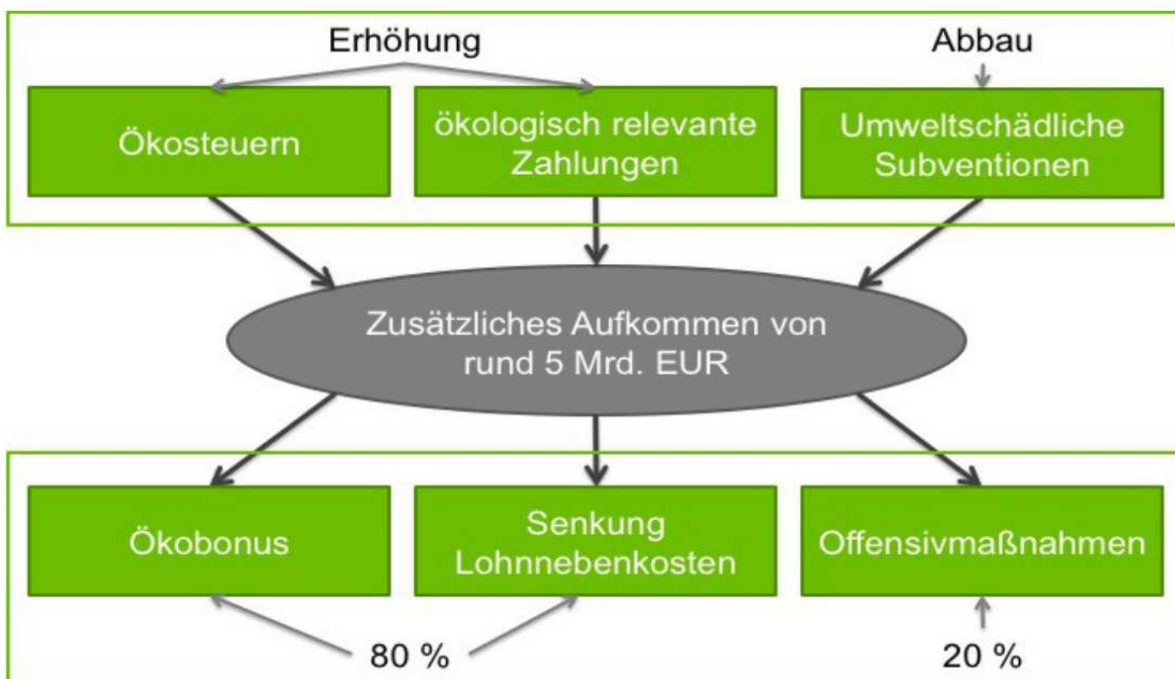 Erhöhung
Abbau
Ökosteuern
ökologisch relevante
Zahlungen
Umweltschädliche
Subventionen
Zusätzliches Aufkommen von
rund 5 Mrd. EUR
Ökobonus
Senkung
Lohnnebenkosten
Offensivmaßnahmen
80 %
20 %